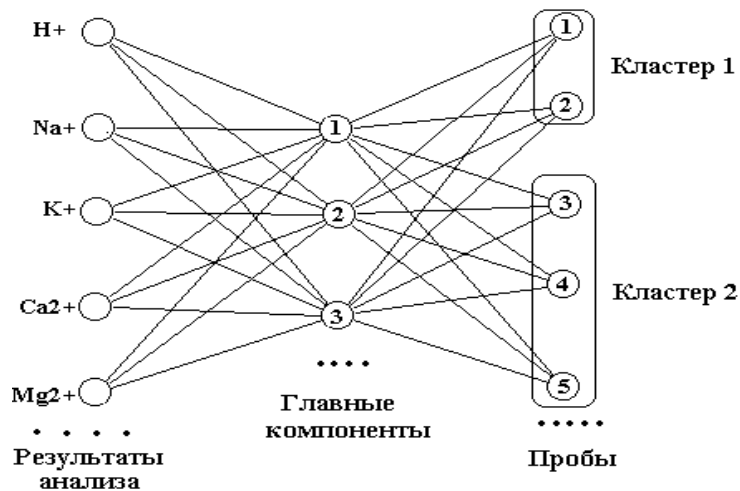 H+
Na+
K+
Ca2+
Mg2+
Результаты
анализа
1
2
3
Главные
компоненты
1
2
3
4
5
Пробы
Кластер 1
Кластер 2